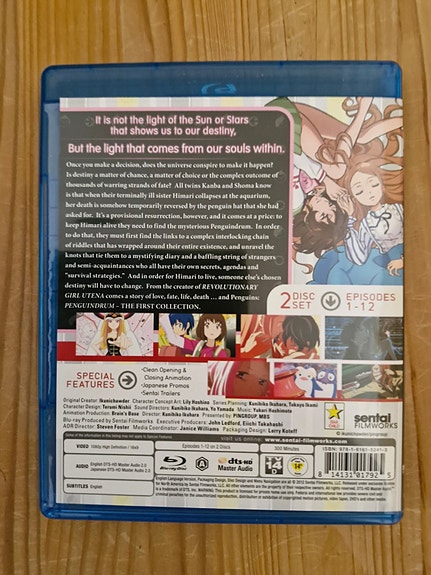 It is not the light of the Sun or Stars
that shows us to our destiny,
But the light that comes from our souls within.
Once you make a decision, does the universe conspire to make it happen?
Is destiny a matter of chance, a matter of choice or the complex outcome of
thousands of warring strands of fate? All twins Kanba and Shoma know
is that when their terminally ill sister Himari collapses at the aquarium,
her death is somehow temporarily reversed by the penguin hat that she had
asked for. It's a provisional resurrection, however, and it comes at a price: to
keep Himari alive they need to find the mysterious Penguindrum. In order
to do that, they must first find the links to a complex interlocking chain
of riddles that has wrapped around their entire existence, and unravel the
knots that tie them to a mystifying diary and a baffling string of strangers
and semi-acquaintances who all have their own secrets, agendas and
"survival strategies." And in order for Himari to live, someone else's chosen
destiny will have to change. From the creator of REVOLUTIONARY
GIRL UTENA comes a story of love, fate, life, death ... and Penguins:
PENGUINDRUM - THE FIRST COLLECTION.
2 DISC
SET
EPISODES
1-12
SPECIAL
FEATURES
•Clean Opening &
Closing Animation
•Japanese Promos
•Sentai Trailers
Original Creator: Ikunichawder Character Concept Art: Lily Hoshino Series Planning: Kunihiko Ikuhara, Takayo Ikami
Character Design: Terumi Nishii Sound Directors: Kunihiko Ikuhara, Yo Yamada Music: Yukari Hashimoto
Animation Production: Brain's Base Director: Kunihiko Ikuhara Presented by PINGROUP, MBS
Blu-ray Produced by Sentai Filmworks Executive Producers: John Ledford, Eiichi Takahashi
ADR Director: Steven Foster Media Coordinator: Janice Williams Packaging Design: Larry Koteff
sentai
FILMWORKS
visit us online: www.sentai-filmworks.com
VIDEO
1080p High Definition / 16x9
AUDIO
English DTS-HD Master Audio 2.0
Japanese DTS-HD Master Audio 2.0
SUBTITLES
English
Episodes 1-12 on 2 Discs
Blu-ray Disc
A
dts-HD
Master Audio
300 Minutes
14